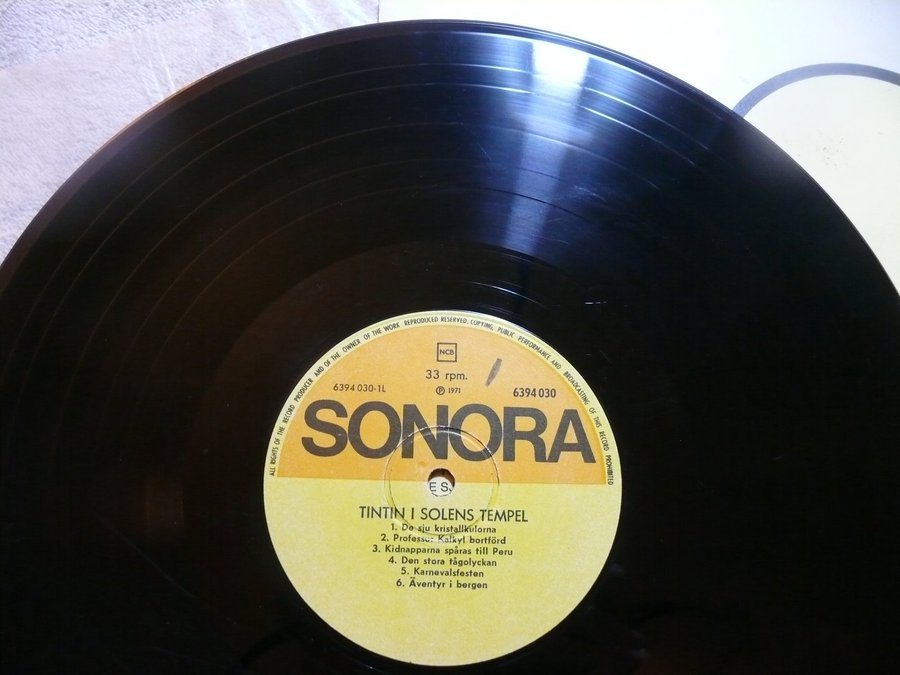 ALL RIGHTS OF THE RECORD PRODUCER AND OF THE OWNER OF THE WORK REPRODUCED RESERVED. COPYING, PUBLIC PERFORMANCE AND BROADCASTING OF THIS RECORD PROHIBITED
NCB
33 rpm.
6394 030-1L
℗ 1971
6394 030
SONORA
E S.
TINTIN I SOLENS TEMPEL
1. De sju kristallkulorna
2. Professor Kalkyl bortförd
3. Kidnapparna spåras till Peru
4. Den stora tågolyckan
5. Karnevalsfesten
6. Äventyr i bergen